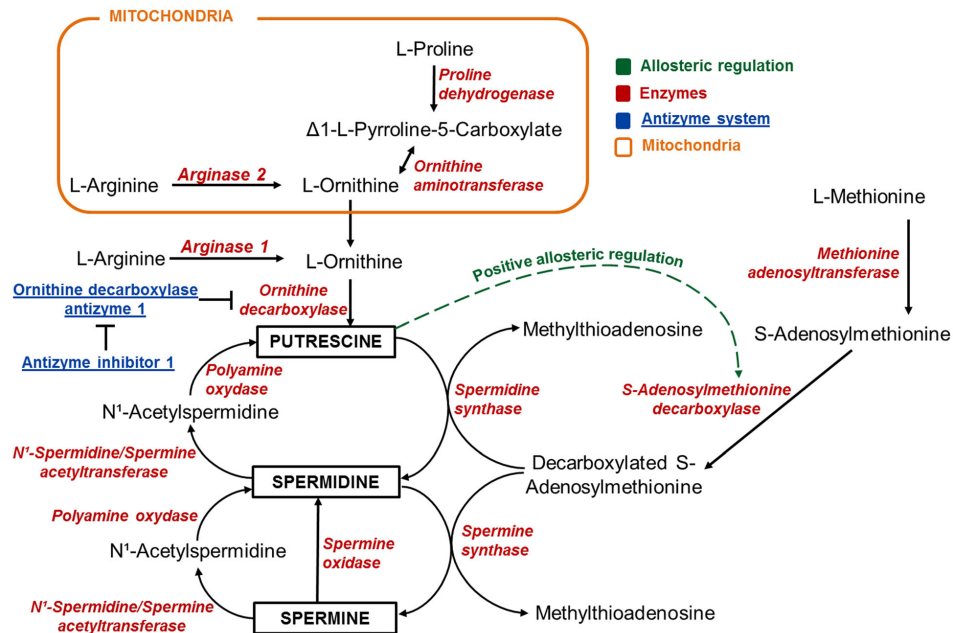 MITOCHONDRIA
L-Proline
Proline
dehydrogenase
Δ1-L-Pyrroline-5-Carboxylate
Ornithine
aminotransferase
L-Arginine
Arginase 2
L-Ornithine
Allosteric regulation
Enzymes
Antizyme system
Mitochondria
L-Methionine
Methionine
adenosyltransferase
S-Adenosylmethionine
L-Arginine
Arginase 1
L-Ornithine
Positive allosteric regulation
Ornithine decarboxylase
antizyme 1
Ornithine
decarboxylase
Antizyme inhibitor 1
PUTRESCINE
Methylthioadenosine
Polyamine
oxydase
Spermidine
synthase
S-Adenosylmethionine
decarboxylase
N¹-Acetylspermidine
N¹-Spermidine/Spermine
acetyltransferase
SPERMIDINE
Decarboxylated S-
Adenosylmethionine
Polyamine oxydase
N¹-Acetylspermidine
Spermine
oxidase
Spermine
synthase
N¹-Spermidine/Spermine
acetyltransferase
SPERMINE
Methylthioadenosine